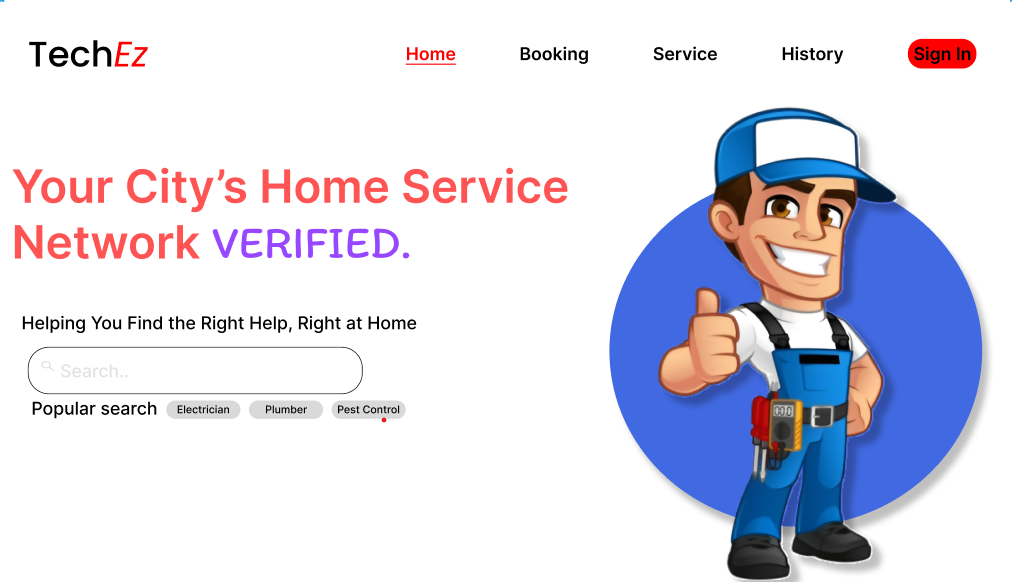 TechEz
Home Booking Service History Sign In
Your City’s Home Service
Network VERIFIED.
Helping You Find the Right Help, Right at Home
Search..
Popular search Electrician Plumber Pest Control